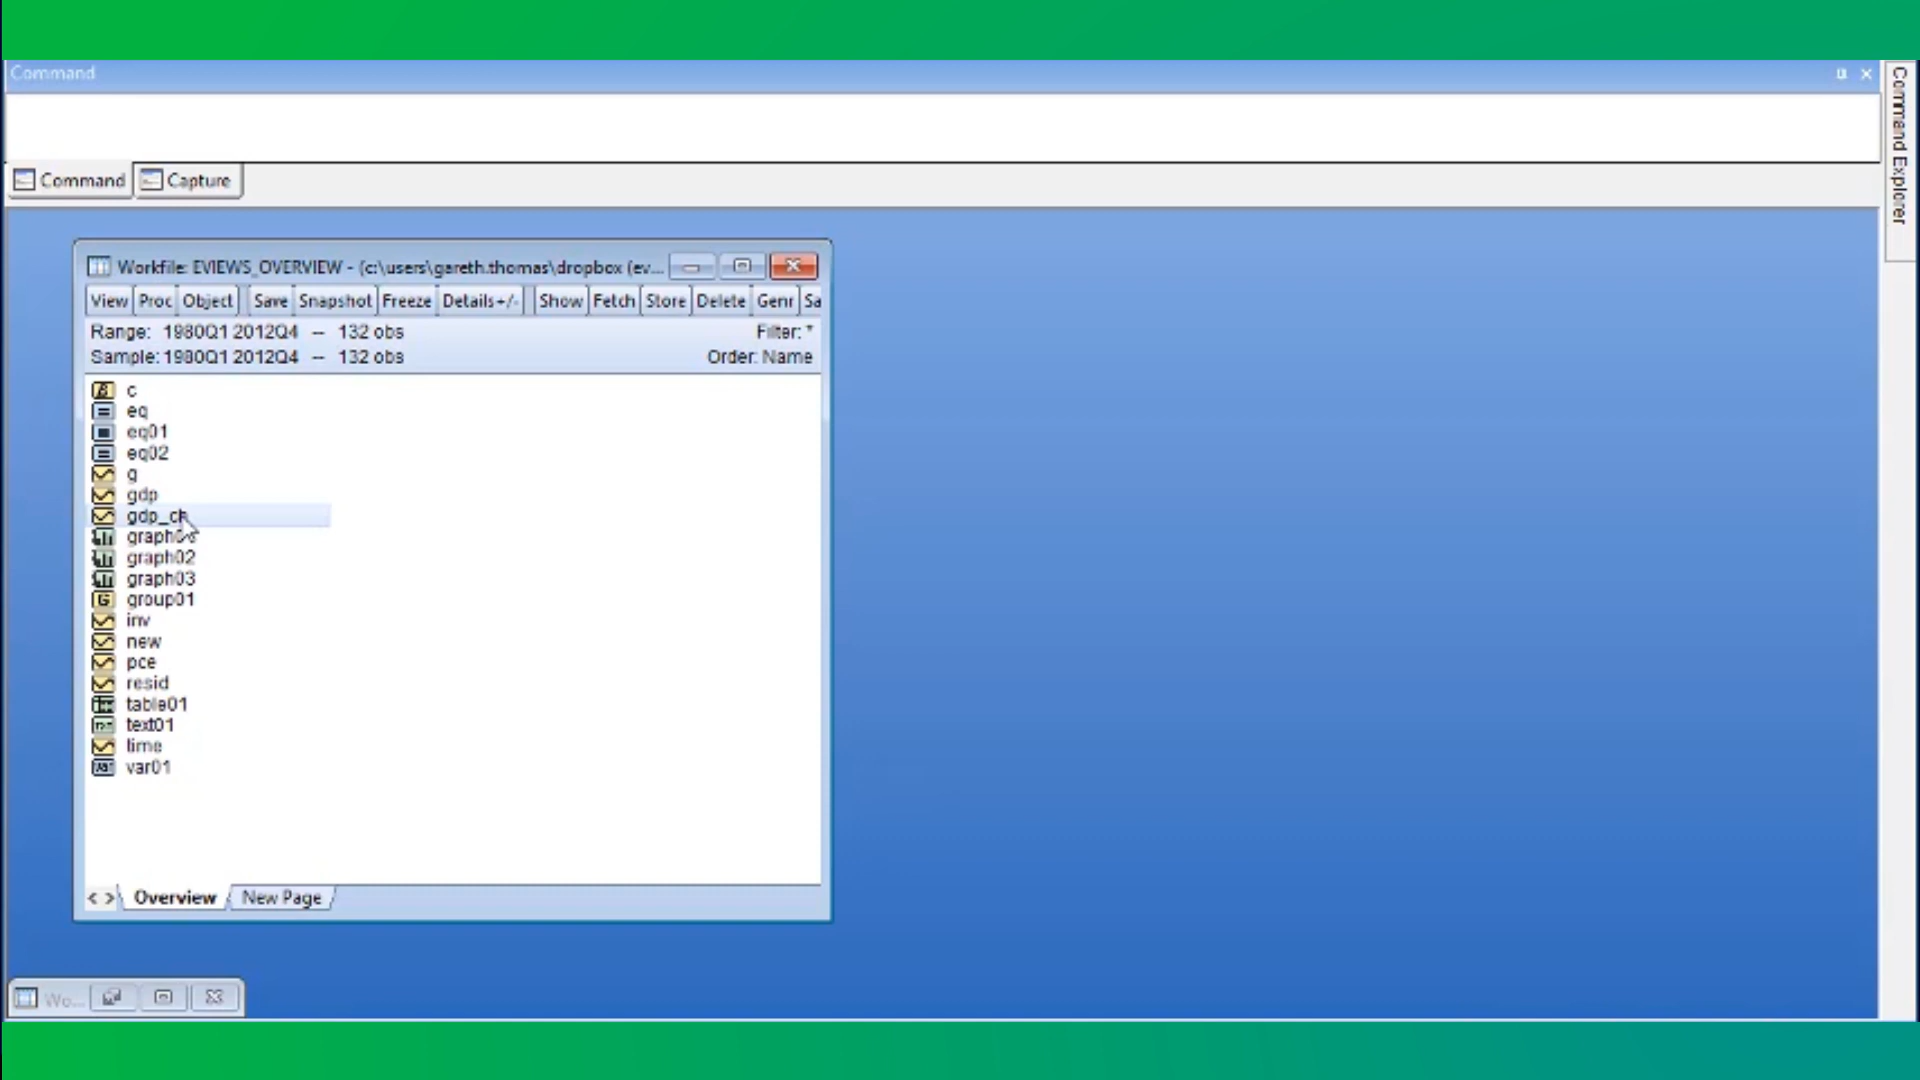 Command
Command Explorer
Command Capture
Workfile: EVIEWS_OVERVIEW - (c:\users\gareth.thomas\dropbox (ev...
View Proc Object Save Snapshot Freeze Details+/- Show Fetch Store Delete Genr Sa
Range: 1980Q1 2012Q4 -- 132 obs Filter: *
Sample: 1980Q1 2012Q4 -- 132 obs Order: Name
c
eq
eq01
eq02
g
gdp
graph02
graph03
group01
inv
new
pce
resid
table01
text01
time
var01
< > Overview New Page
Wo...